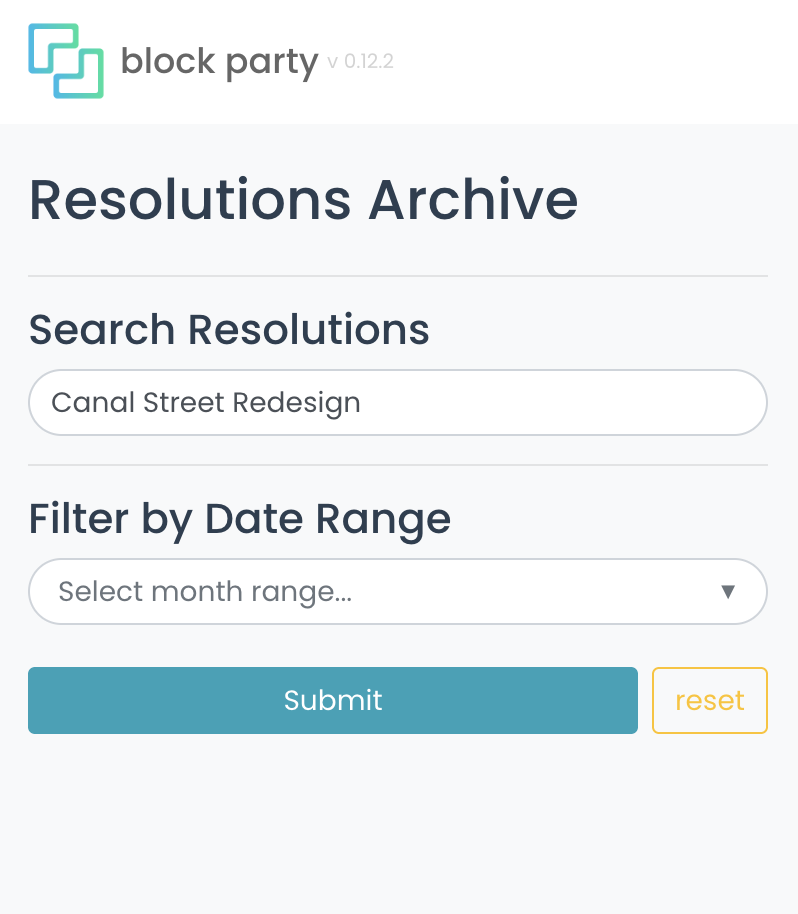 block party v 0.12.2
Resolutions Archive
Search Resolutions
Canal Street Redesign
Filter by Date Range
Select month range...
Submit reset